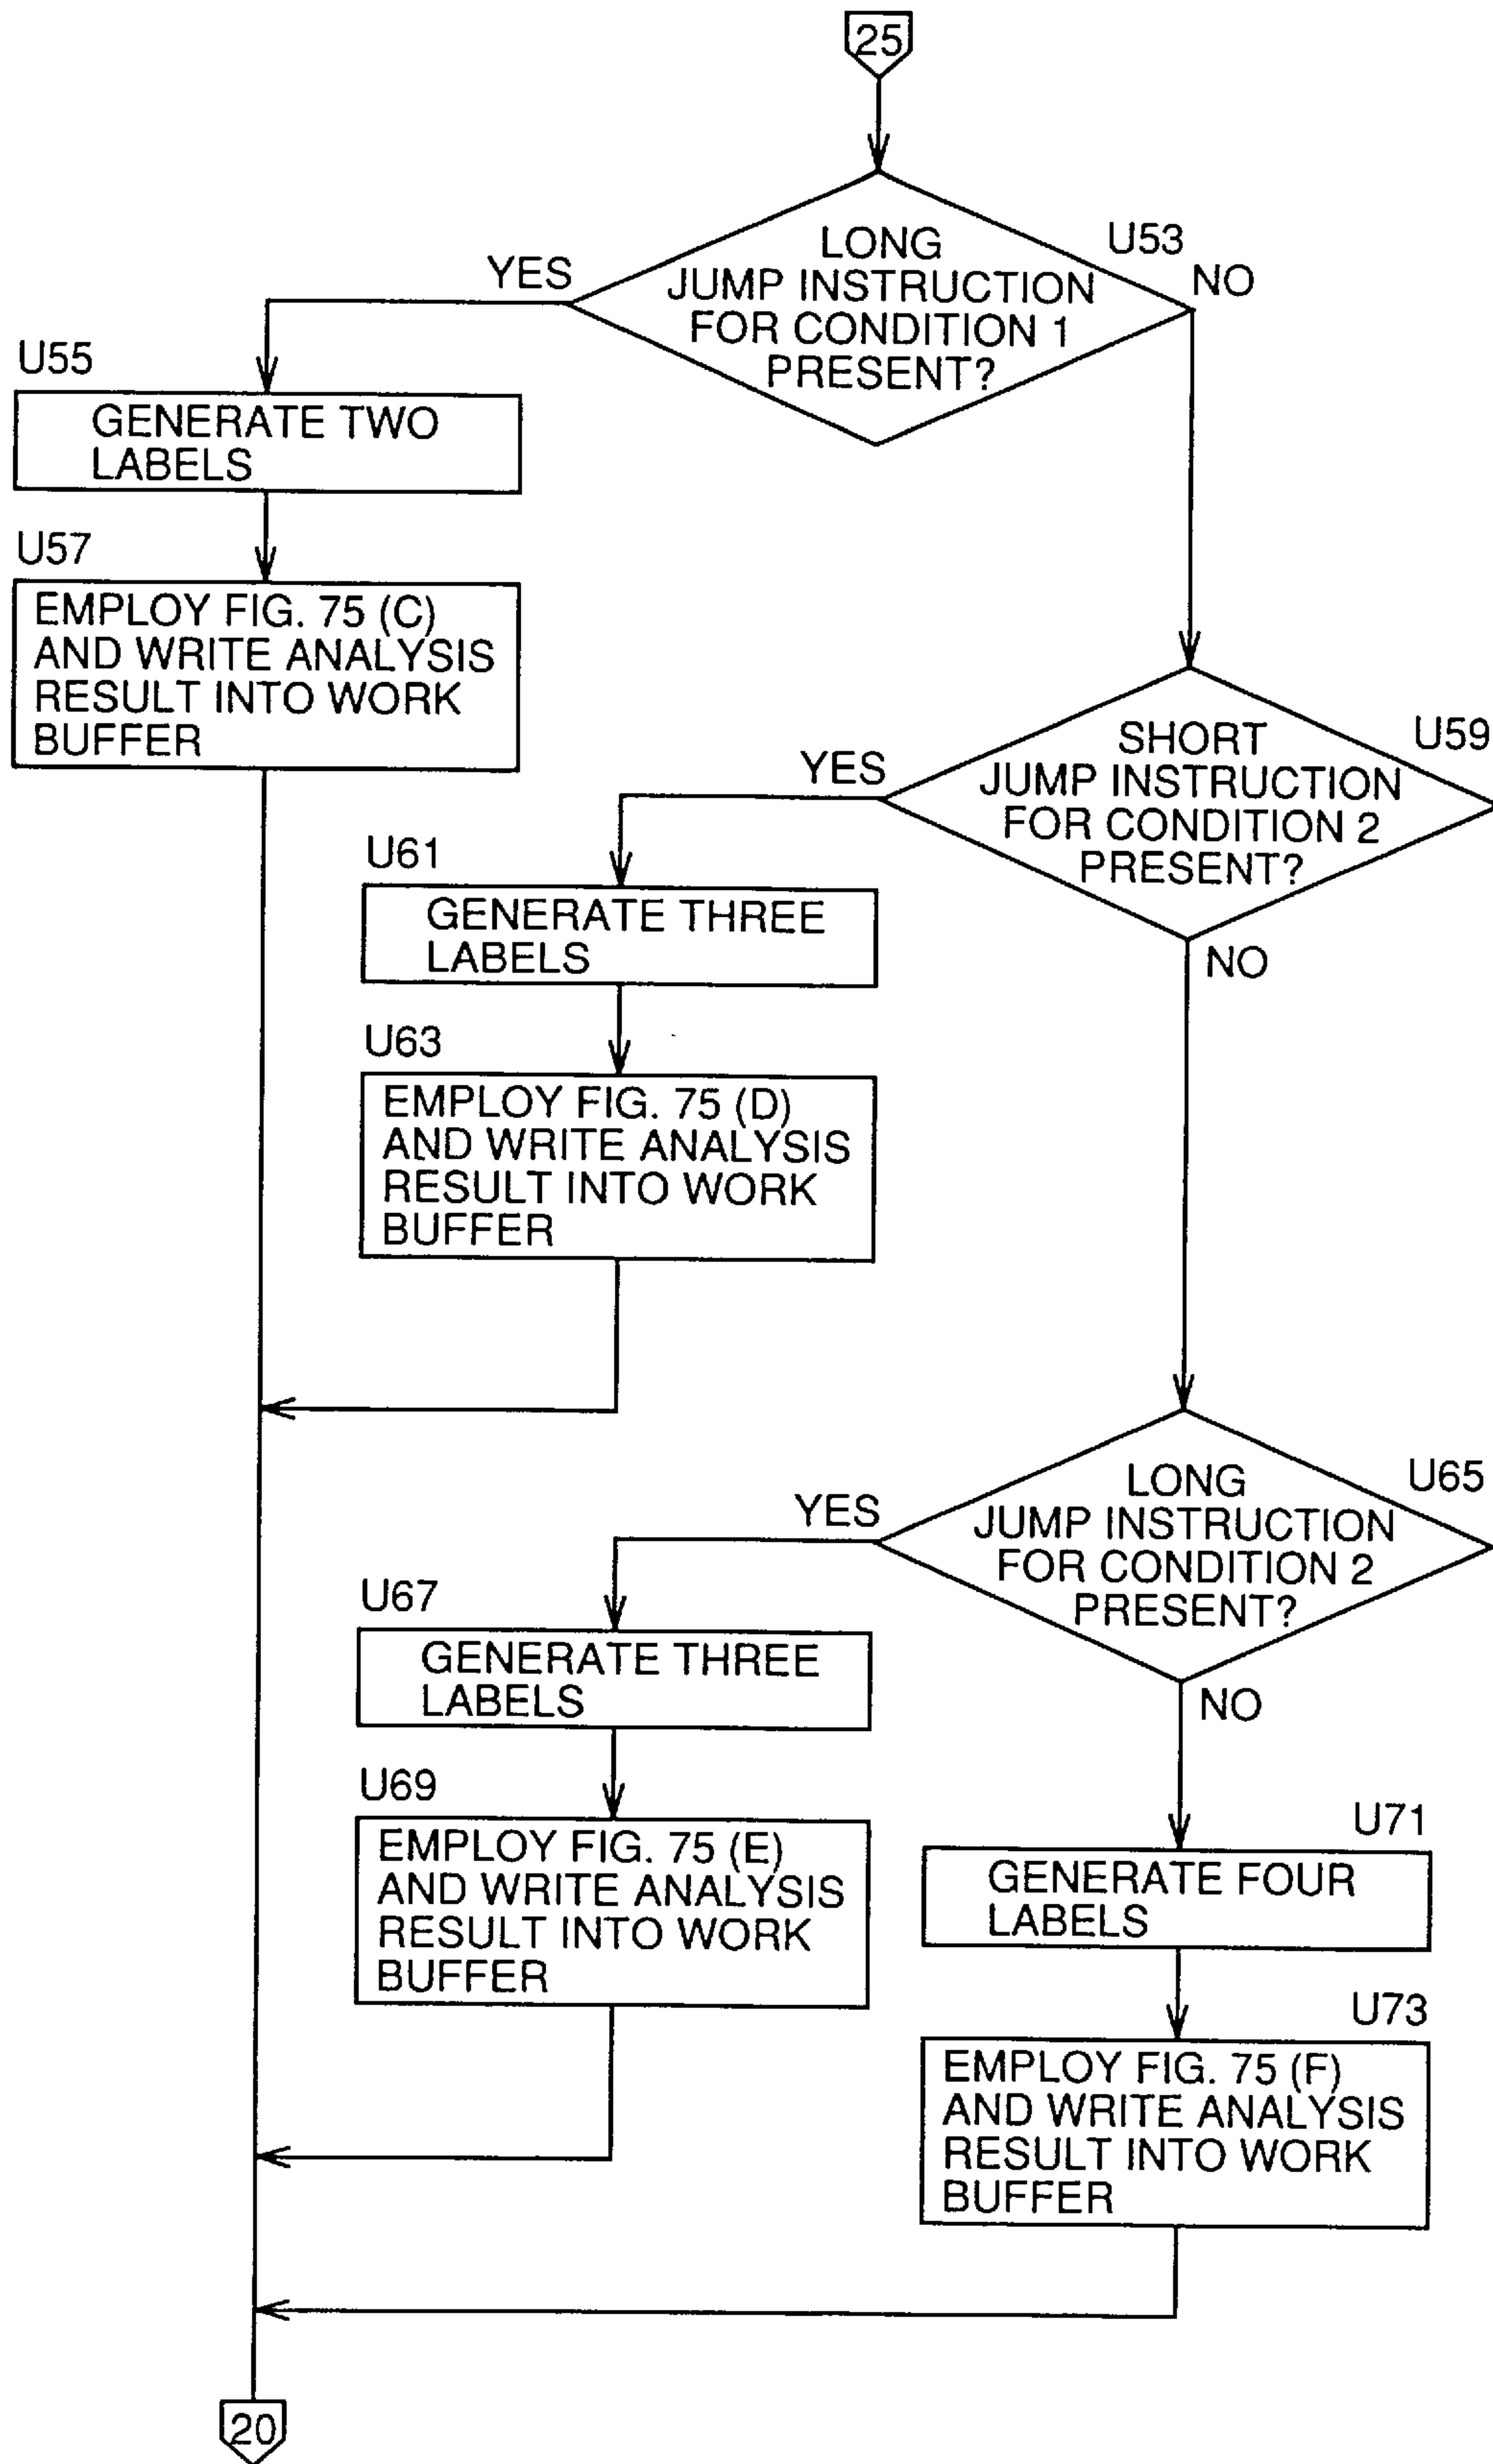 25
LONG
JUMP INSTRUCTION
FOR CONDITION 1
PRESENT?
U53
YES
NO
U55
GENERATE TWO
LABELS
U57
EMPLOY FIG. 75 (C)
AND WRITE ANALYSIS
RESULT INTO WORK
BUFFER
SHORT
JUMP INSTRUCTION
FOR CONDITION 2
PRESENT?
U59
YES
NO
U61
GENERATE THREE
LABELS
U63
EMPLOY FIG. 75 (D)
AND WRITE ANALYSIS
RESULT INTO WORK
BUFFER
LONG
JUMP INSTRUCTION
FOR CONDITION 2
PRESENT?
U65
YES
NO
U67
GENERATE THREE
LABELS
U69
EMPLOY FIG. 75 (E)
AND WRITE ANALYSIS
RESULT INTO WORK
BUFFER
U71
GENERATE FOUR
LABELS
U73
EMPLOY FIG. 75 (F)
AND WRITE ANALYSIS
RESULT INTO WORK
BUFFER
20